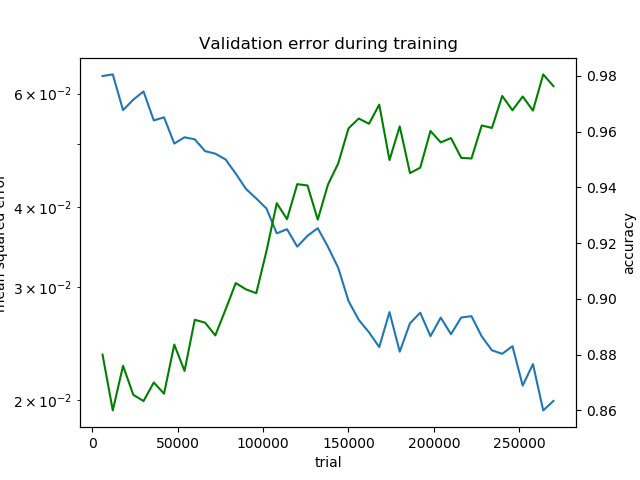 Validation error during training
6 × 10⁻²
4 × 10⁻²
3 × 10⁻²
2 × 10⁻²
mean squared error
0.98
0.96
0.94
0.92
0.90
0.88
0.86
accuracy
0
50000
100000
150000
200000
250000
trial